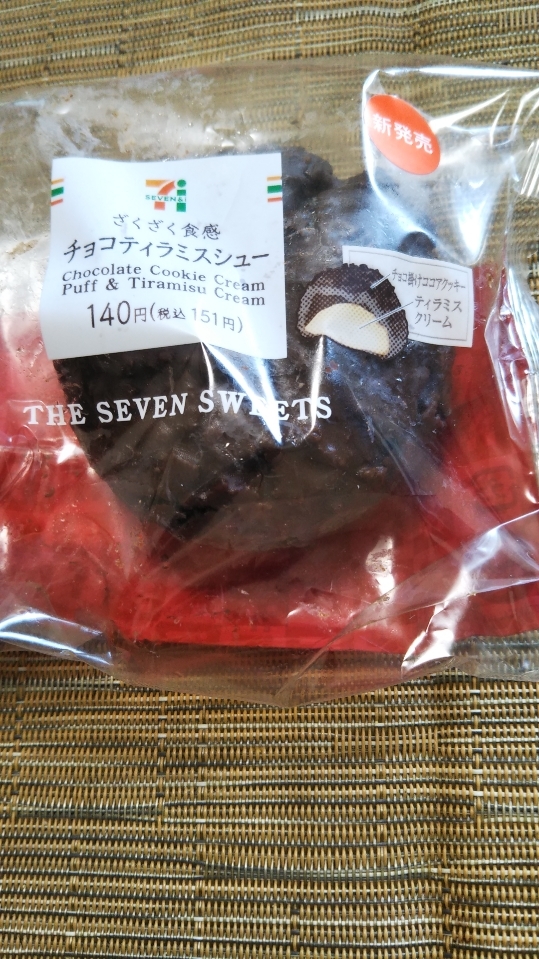 新発売
SEVEN&i
ざくざく食感
チョコティラミスシュー
Chocolate Cookie Cream
Puff & Tiramisu Cream
140円(税込 151円)
チョコ掛けココアクッキー
ティラミス
クリーム
THE SEVEN SWEETS